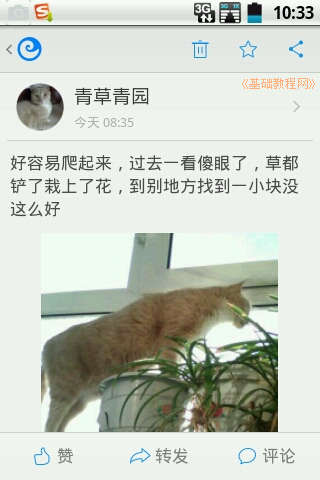 3G
10:33
《基础教程网》
青草青园
今天 08:35
好容易爬起来，过去一看傻眼了，草都
铲了栽上了花，到别地方找到一小块没
这么好
赞
转发
评论